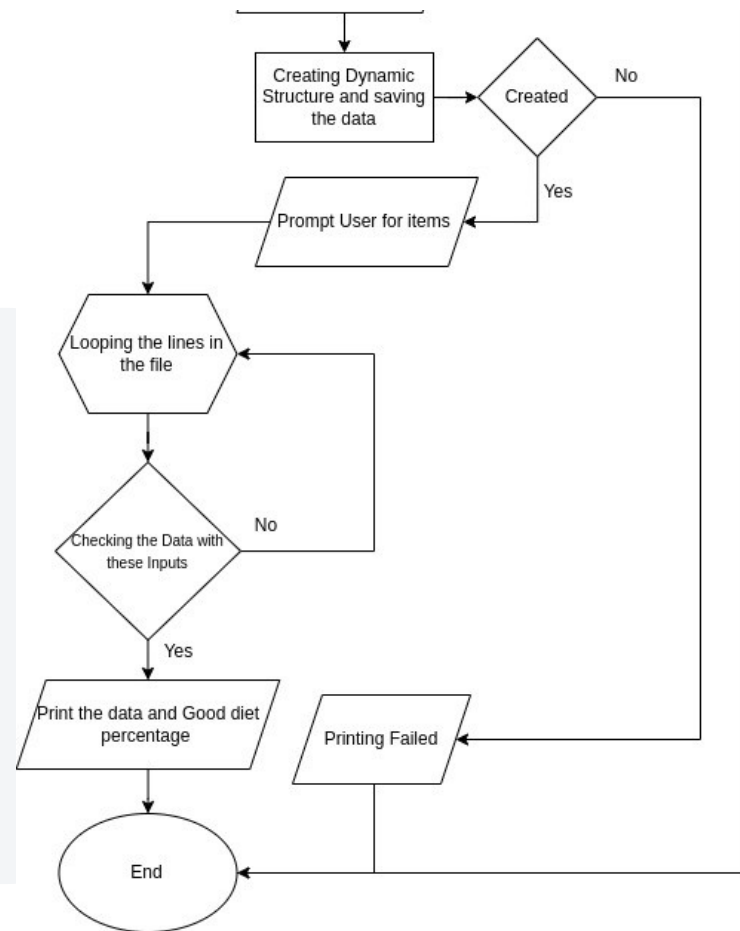 Creating Dynamic
Structure and saving
the data
Created
No
Yes
Prompt User for items
Looping the lines in
the file
Checking the Data with
these Inputs
No
Yes
Print the data and Good diet
percentage
Printing Failed
End